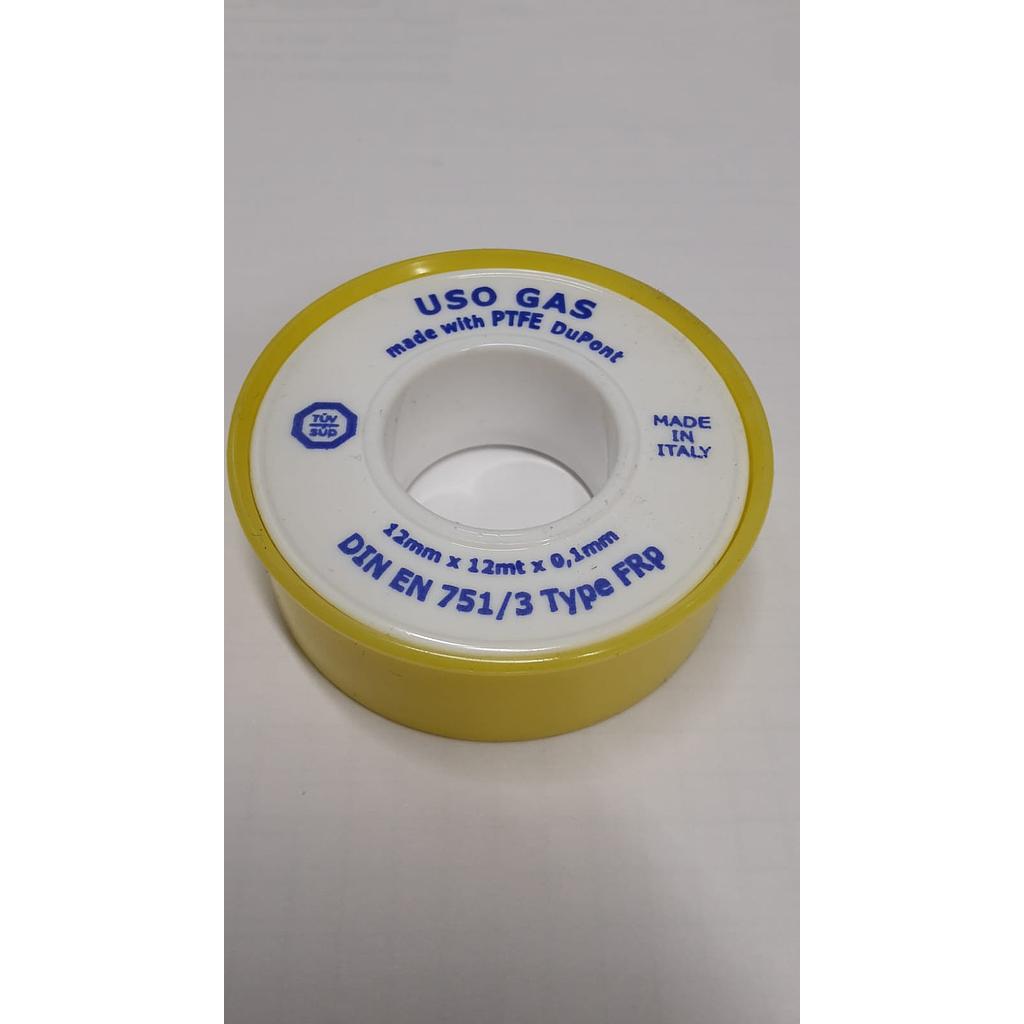 USO GAS
made with PTFE DuPont
TÜV
SÜD
MADE
IN
ITALY
12mm x 12mt x 0,1mm
DIN EN 751/3 Type FRp